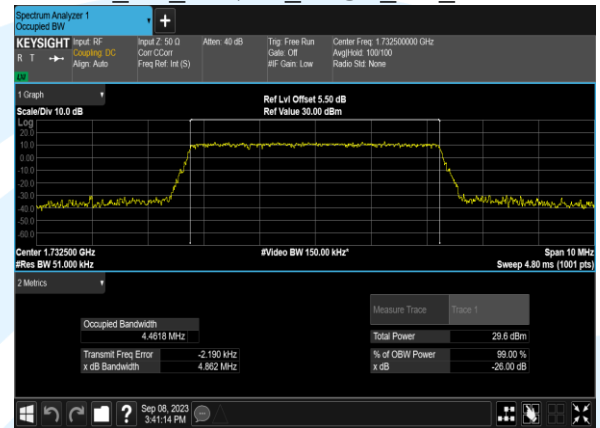 Spectrum Analyzer 1
Occupied BW
KEYSIGHT Input: RF Input Z: 50 Ω Atten: 40 dB Trig: Free Run Center Freq: 1.732500000 GHz
R T Coupling: DC Corr CCorr Gate: Off Avg|Hold: 100/100
Align: Auto Freq Ref: Int (S) #IF Gain: Low Radio Std: None
LXI
1 Graph
Ref Lvl Offset 5.50 dB
Scale/Div 10.0 dB Ref Value 30.00 dBm
Log
20.0
10.0
0.00
-10.0
-20.0
-30.0
-40.0
-50.0
-60.0
Center 1.732500 GHz #Video BW 150.00 kHz* Span 10 MHz
#Res BW 51.000 kHz Sweep 4.80 ms (1001 pts)
2 Metrics
Measure Trace Trace 1
Occupied Bandwidth
4.4618 MHz Total Power 29.6 dBm
Transmit Freq Error -2.190 kHz % of OBW Power 99.00 %
x dB Bandwidth 4.862 MHz x dB -26.00 dB
? Sep 08, 2023
3:41:14 PM